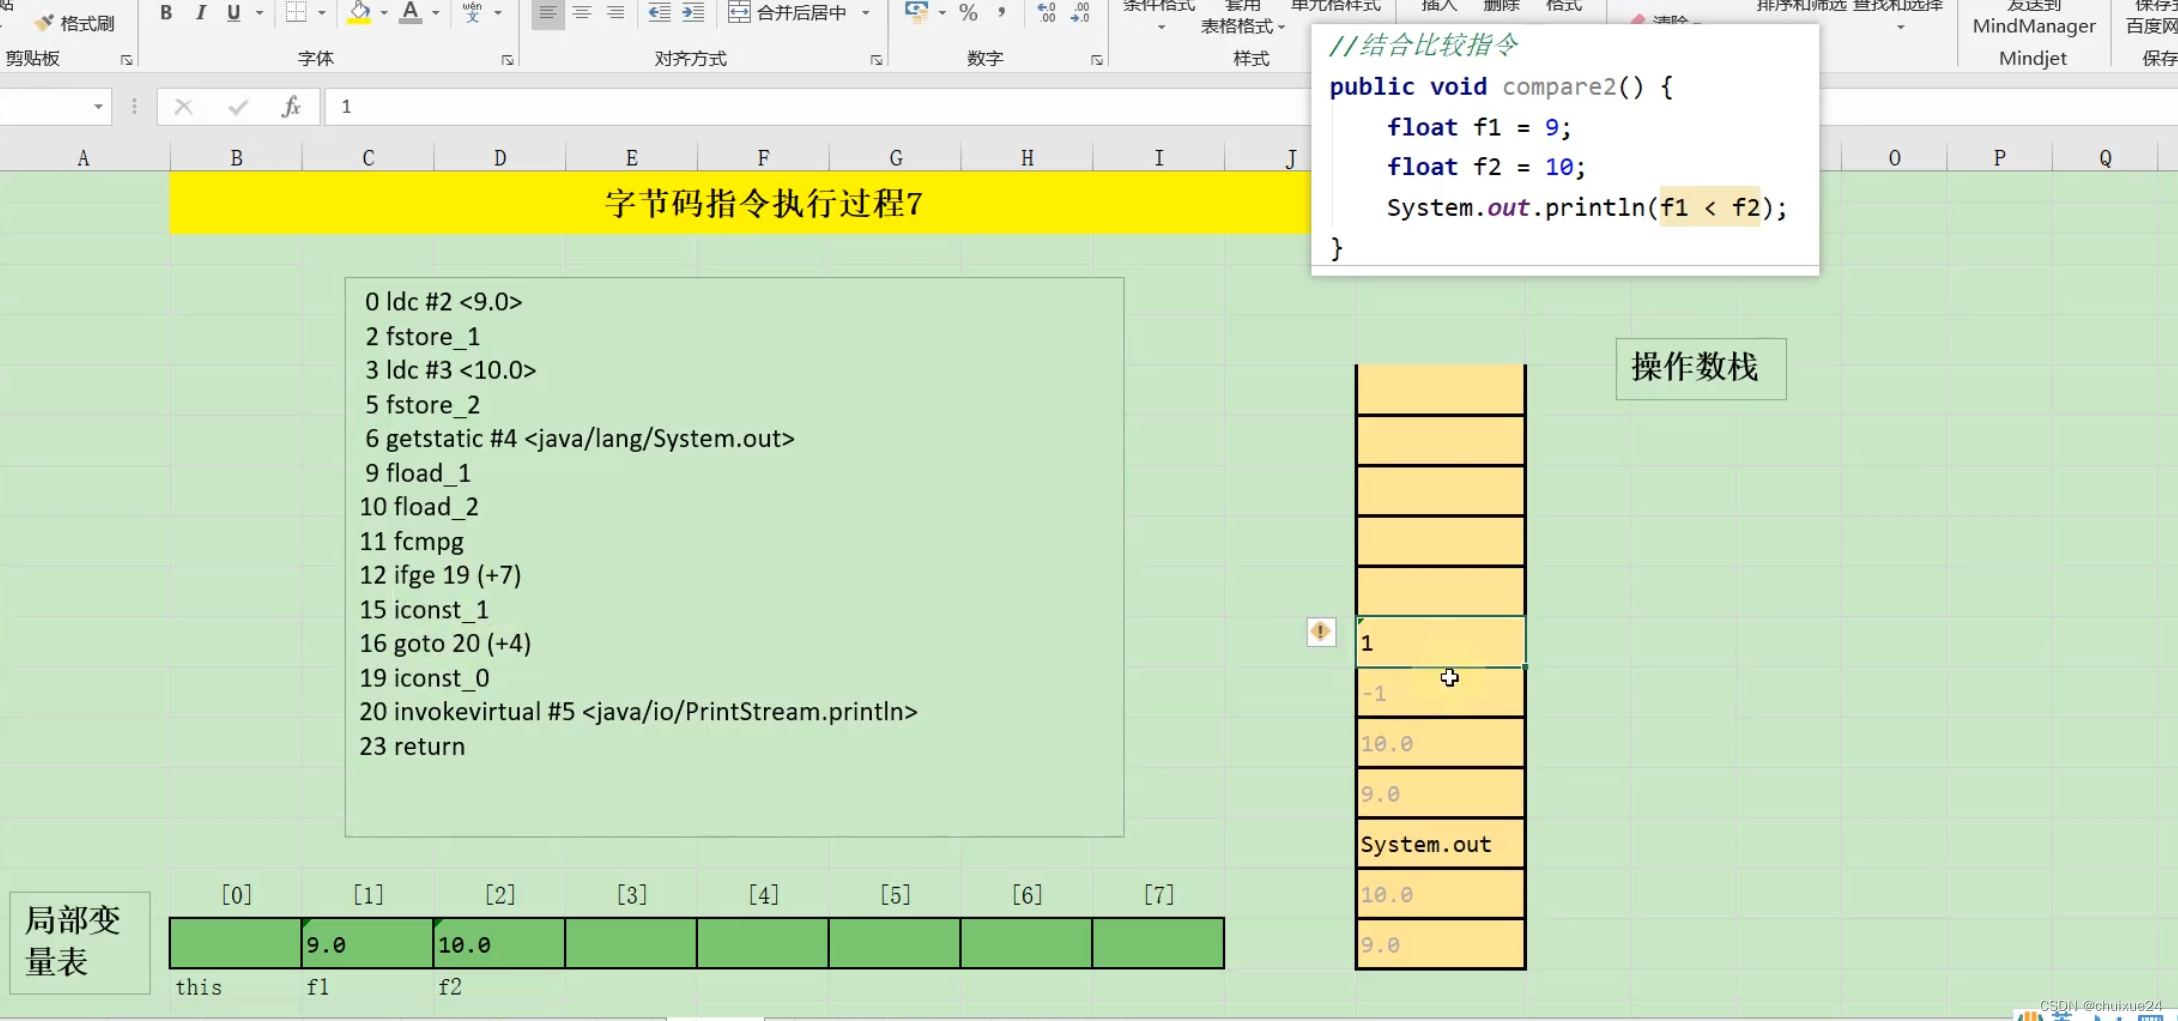 格式刷
B I U
wén 文
合并后居中
%
条件格式 套用 单元格样式 插入 删除 格式
表格格式
清除
排序和筛选 查找和选择
发送到
MindManager
剪贴板 字体 对齐方式 数字 样式 Mindjet
fx 1
A B C D E F G H I J O P Q
字节码指令执行过程7
//结合比较指令
public void compare2() {
float f1 = 9;
float f2 = 10;
System.out.println(f1 < f2);
}
0 ldc #2 <9.0>
2 fstore_1
3 ldc #3 <10.0>
5 fstore_2
6 getstatic #4 <java/lang/System.out>
9 fload_1
10 fload_2
11 fcmpg
12 ifge 19 (+7)
15 iconst_1
16 goto 20 (+4)
19 iconst_0
20 invokevirtual #5 <java/io/PrintStream.println>
23 return
操作数栈
1
-1
10.0
9.0
System.out
10.0
9.0
[0] [1] [2] [3] [4] [5] [6] [7]
局部变
量表
9.0 10.0
this f1 f2
CSDN @chuixue24